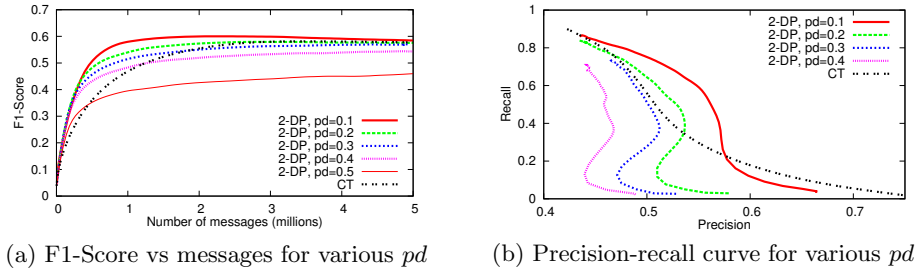 0.7
0.6
0.5
0.4
0.3
0.2
0.1
0
F1-Score
0 1 2 3 4 5
Number of messages (millions)
2-DP, pd=0.1
2-DP, pd=0.2
2-DP, pd=0.3
2-DP, pd=0.4
2-DP, pd=0.5
CT
(a) F1-Score vs messages for various pd
1
0.8
0.6
0.4
0.2
0
Recall
0.4 0.5 0.6 0.7
Precision
2-DP, pd=0.1
2-DP, pd=0.2
2-DP, pd=0.3
2-DP, pd=0.4
CT
(b) Precision-recall curve for various pd